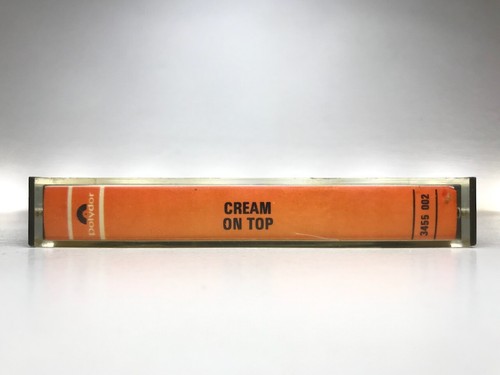 polydor
CREAM
ON TOP
3455 002